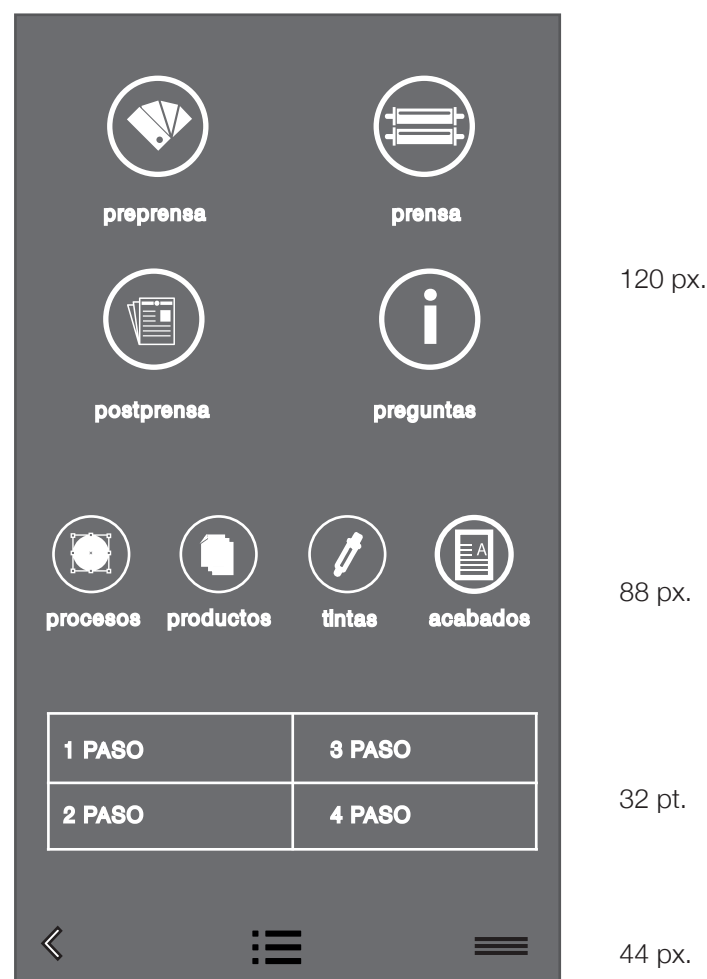 preprensa
prensa
120 px.
postprensa
preguntas
A
procesos
productos
tintas
acabados
88 px.
1 PASO
3 PASO
2 PASO
4 PASO
32 pt.
44 px.